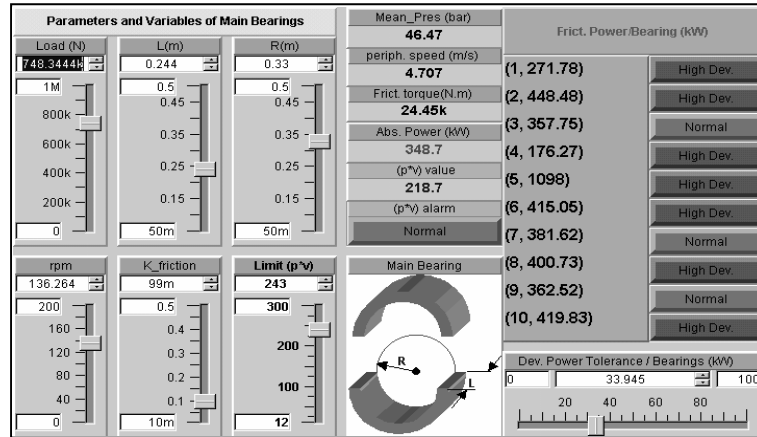 Parameters and Variables of Main Bearings
Load (N)
748.3444k
1M
800k
600k
400k
200k
0
L(m)
0.244
0.5
0.45
0.35
0.25
0.15
50m
R(m)
0.33
0.5
0.45
0.35
0.25
0.15
50m
rpm
136.264
200
160
120
80
40
0
K_friction
99m
0.5
0.4
0.3
0.2
0.1
10m
Limit (p*v)
243
300
200
100
12
Mean_Pres (bar)
46.47
periph. speed (m/s)
4.707
Frict. torque(N.m)
24.45k
Abs. Power (kW)
348.7
(p*v) value
218.7
(p*v) alarm
Normal
Main Bearing
R
L
Frict. Power/Bearing (kW)
(1, 271.78) High Dev.
(2, 448.48) High Dev.
(3, 357.75) Normal
(4, 176.27) High Dev.
(5, 1098) High Dev.
(6, 415.05) High Dev.
(7, 381.62) Normal
(8, 400.73) High Dev.
(9, 362.52) Normal
(10, 419.83) High Dev.
Dev. Power Tolerance / Bearings (kW)
0 33.945 100
20 40 60 80